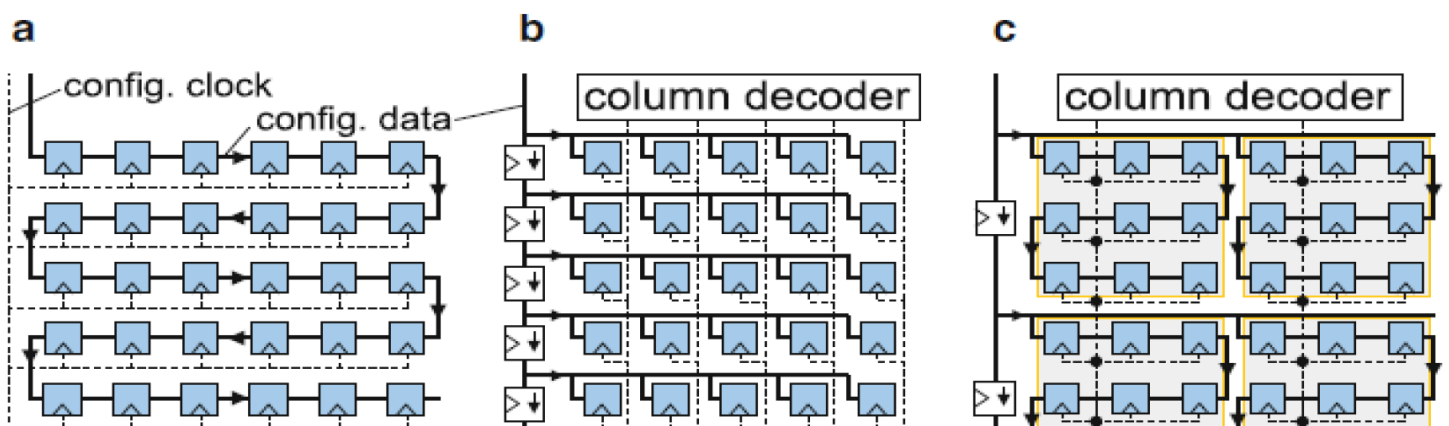 a
b
c
config. clock
config. data
column decoder
column decoder